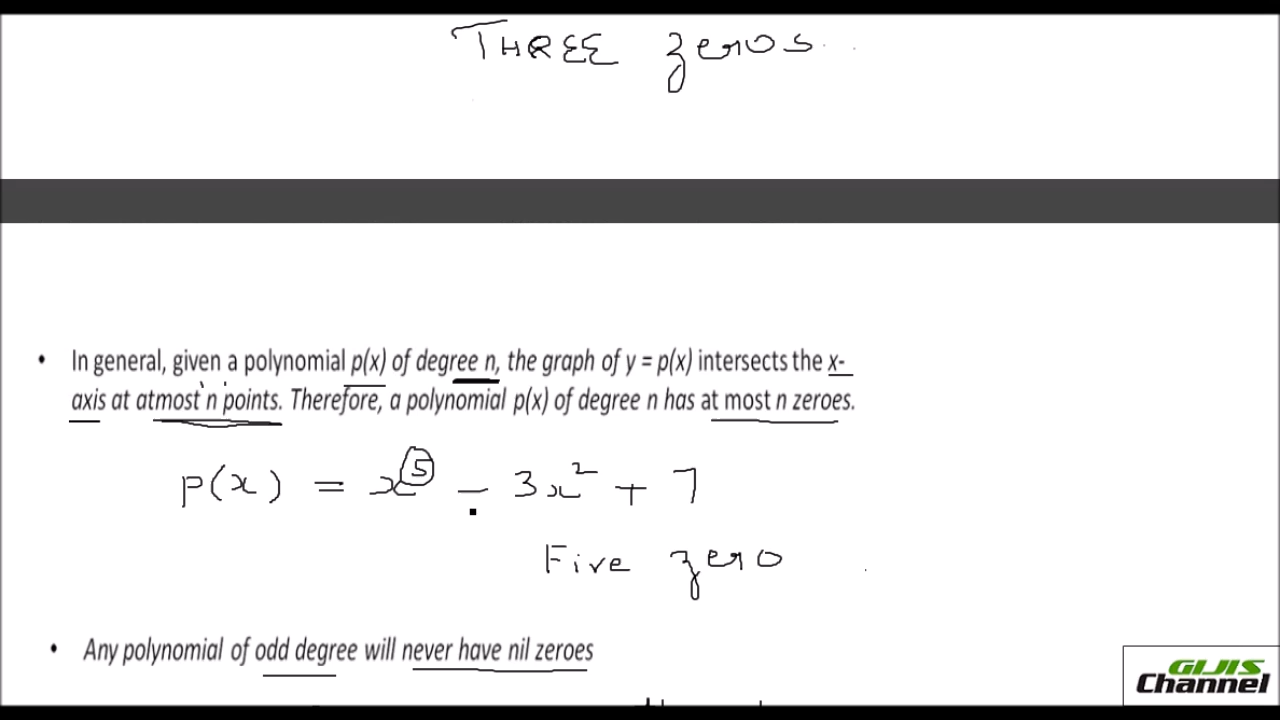 THREE zeros
• In general, given a polynomial p(x) of degree n, the graph of y = p(x) intersects the x-
axis at atmost n points. Therefore, a polynomial p(x) of degree n has at most n zeroes.
p(x) = x⁵ - 3x² + 7
Five zero
• Any polynomial of odd degree will never have nil zeroes
GIJIS
Channel